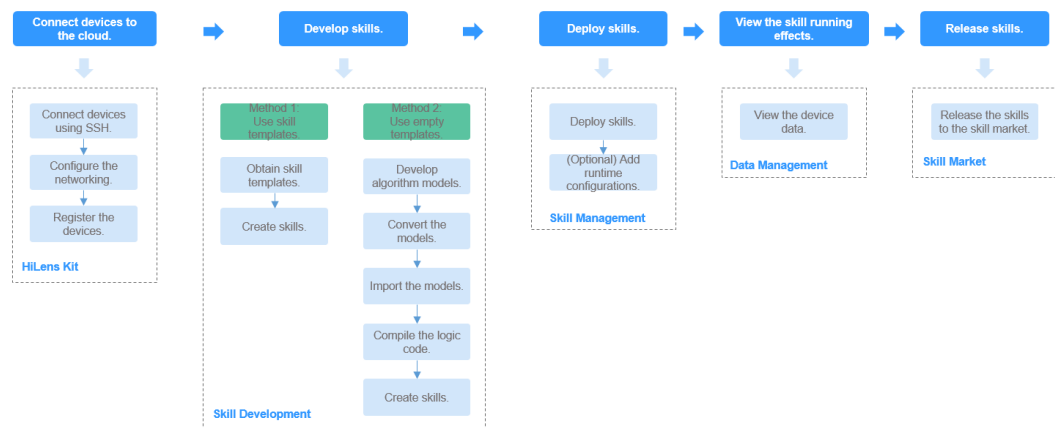 Connect devices to
the cloud.
Develop skills.
Deploy skills.
View the skill running
effects.
Release skills.
Connect devices
using SSH.
Configure the
networking.
Register the
devices.
HiLens Kit
Method 1:
Use skill
templates.
Obtain skill
templates.
Create skills.
Method 2:
Use empty
templates.
Develop
algorithm models.
Convert the
models.
Import the models.
Compile the logic
code.
Create skills.
Skill Development
Deploy skills.
(Optional) Add
runtime
configurations.
Skill Management
View the device
data.
Data Management
Release the skills
to the skill market.
Skill Market